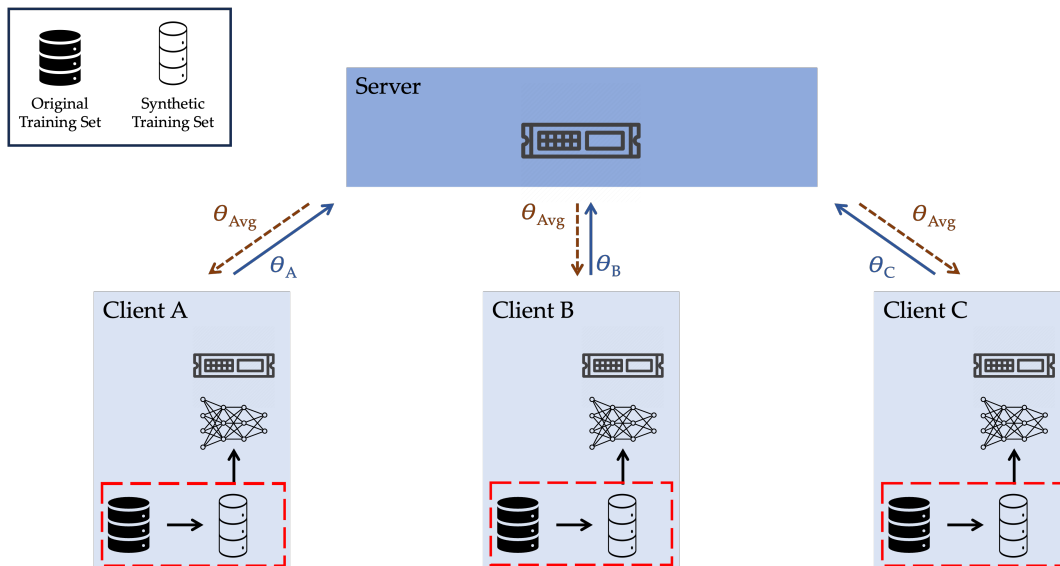 Original
Training Set
Synthetic
Training Set
Server
θAvg
θA
θAvg
θB
θAvg
θC
Client A
Client B
Client C